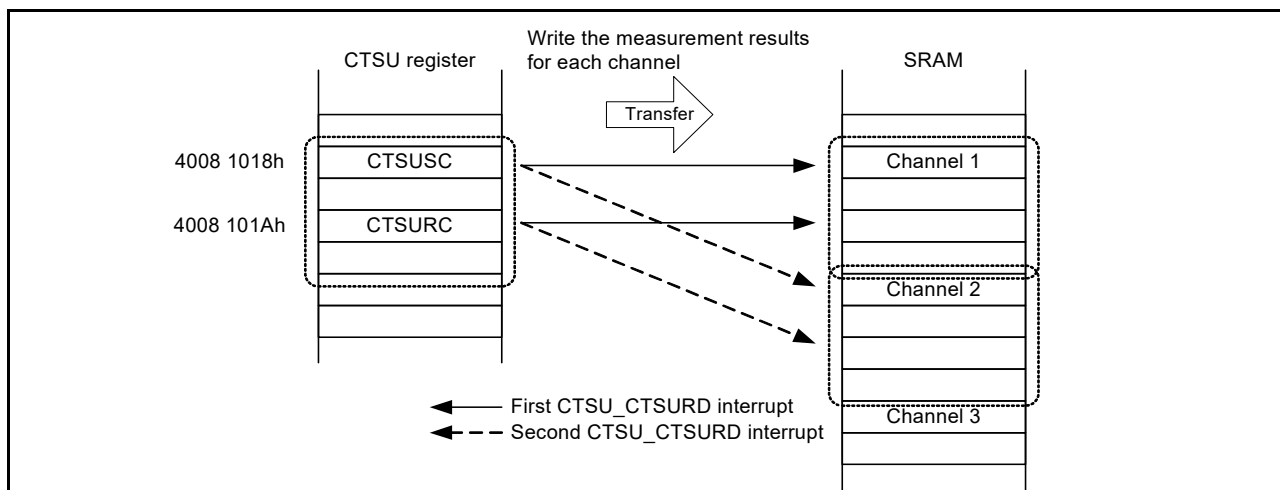 Write the measurement results
for each channel
CTSU register
SRAM
Transfer
4008 1018h
CTSUSC
Channel 1
4008 101Ah
CTSURC
Channel 2
First CTSU_CTSURD interrupt
Second CTSU_CTSURD interrupt
Channel 3